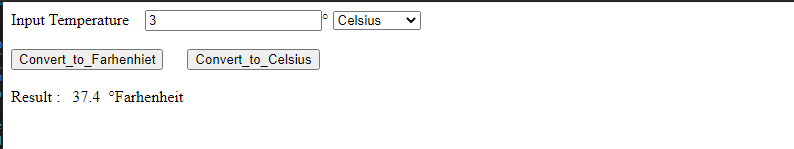 Input Temperature 3 ° Celsius
Convert_to_Farhenhiet Convert_to_Celsius
Result : 37.4 °Farhenheit